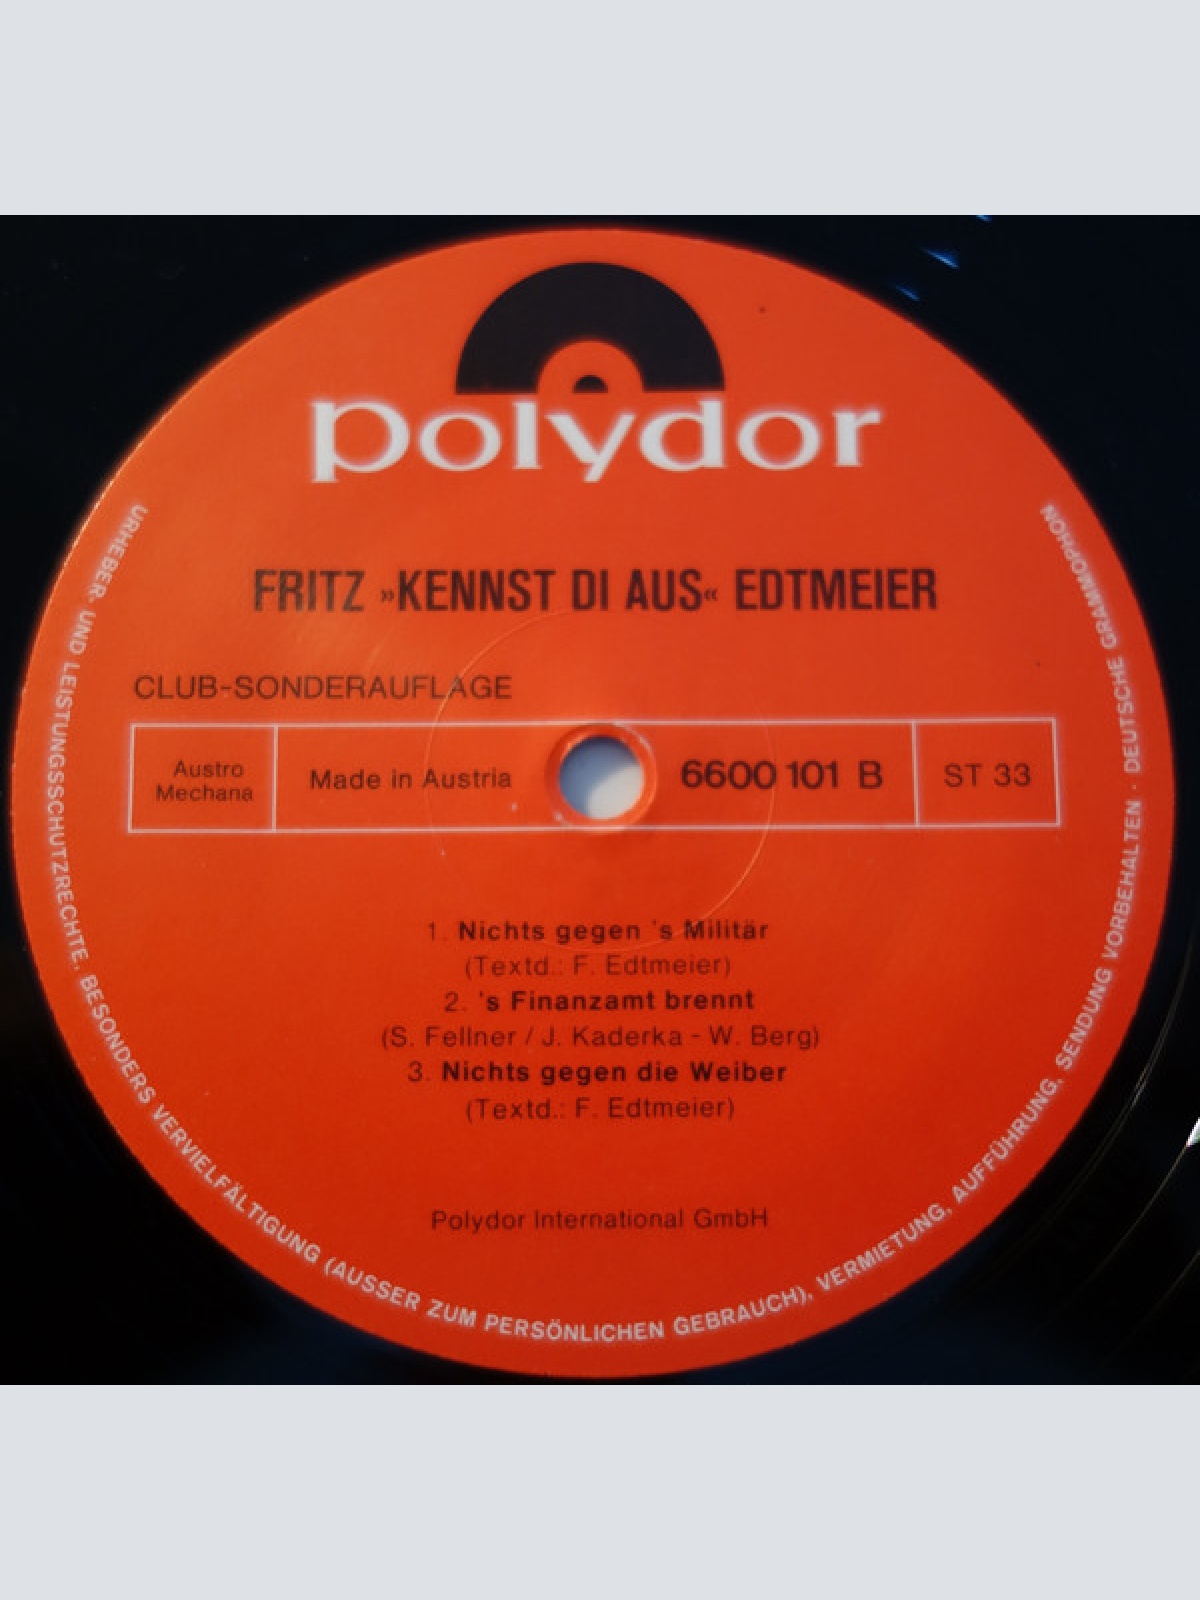 polydor
FRITZ »KENNST DI AUS« EDTMEIER
CLUB-SONDERAUFLAGE
Austro
Mechana
Made in Austria
6600 101 B
ST 33
1. Nichts gegen 's Militär
(Textd.: F. Edtmeier)
2. 's Finanzamt brennt
(S. Fellner / J. Kaderka - W. Berg)
3. Nichts gegen die Weiber
(Textd.: F. Edtmeier)
Polydor International GmbH
URHEBER- UND LEISTUNGSSCHUTZRECHTE, BESONDERS VERVIELFÄLTIGUNG (AUSSER ZUM PERSÖNLICHEN GEBRAUCH), VERMIETUNG, AUFFÜHRUNG, SENDUNG VORBEHALTEN · DEUTSCHE GRAMMOPHON